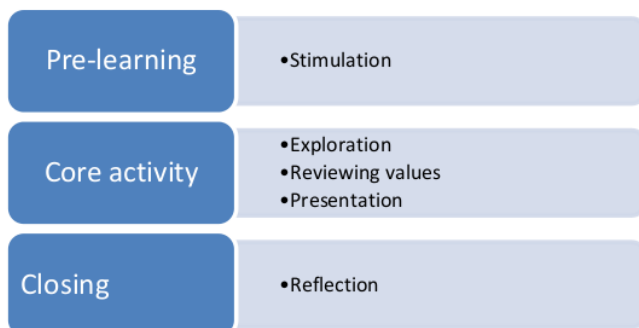 Pre-learning
•Stimulation
Core activity
•Exploration
•Reviewing values
•Presentation
Closing
•Reflection